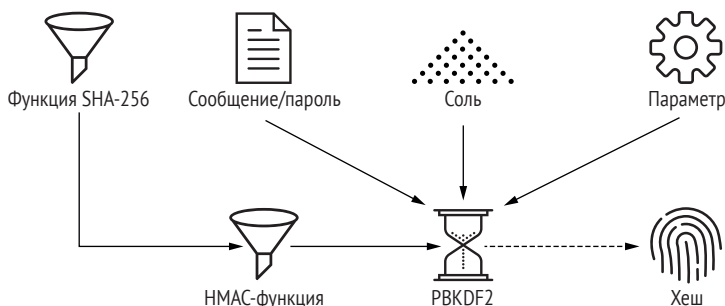 Функция SHA-256
Сообщение/пароль
Соль
Параметр
HMAC-функция
PBKDF2
Хеш